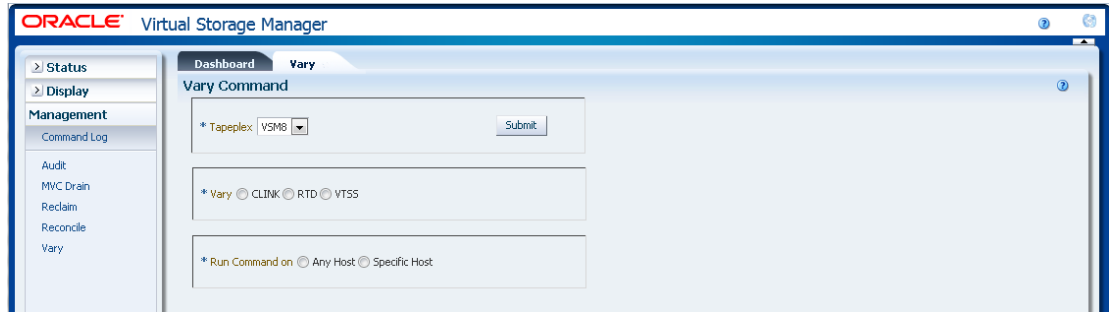 ORACLE Virtual Storage Manager
Dashboard Vary
Status
Display
Management
Command Log
Audit
MVC Drain
Reclaim
Reconcile
Vary
Vary Command
* Tapeplex VSM8 Submit
* Vary CLINK RTD VTSS
* Run Command on Any Host Specific Host